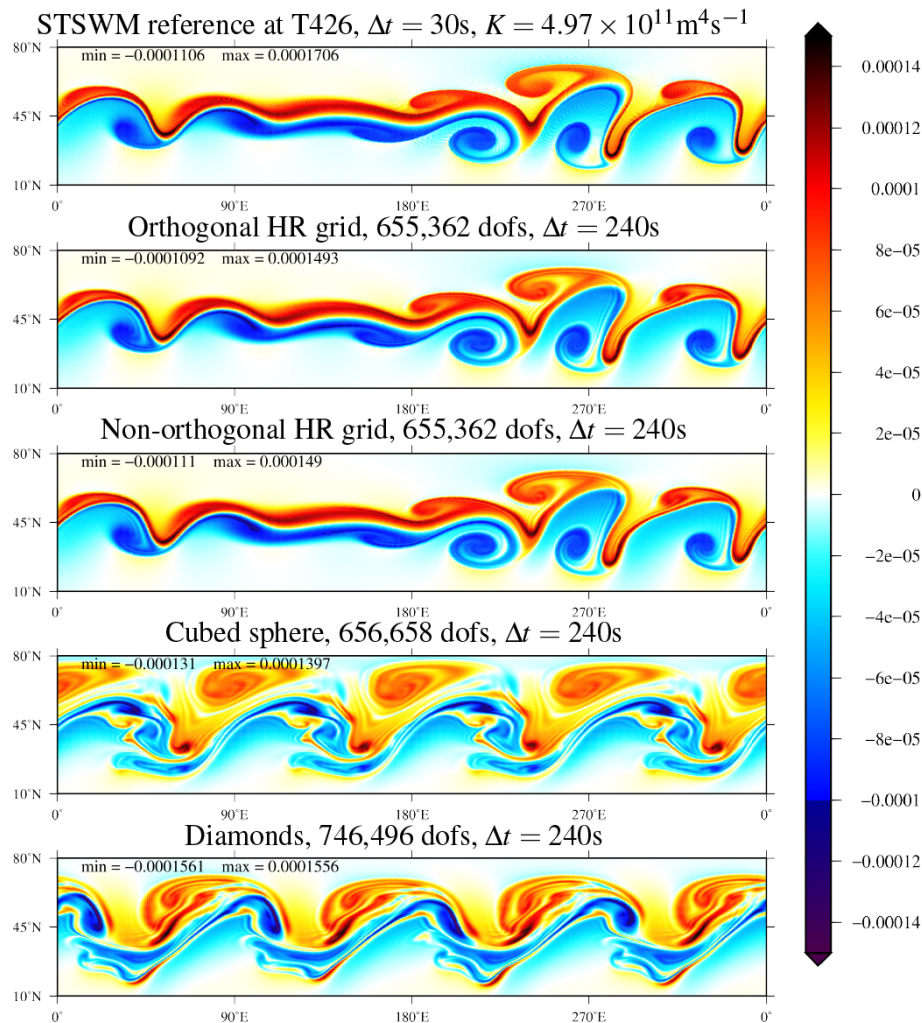 STSWM reference at T426, Δt = 30s, K = 4.97 × 10¹¹m⁴s⁻¹
min = −0.0001106 max = 0.0001706
80°N
45°N
10°N
0° 90°E 180°E 270°E 0°
Orthogonal HR grid, 655,362 dofs, Δt = 240s
min = −0.0001092 max = 0.0001493
80°N
45°N
10°N
0° 90°E 180°E 270°E 0°
Non-orthogonal HR grid, 655,362 dofs, Δt = 240s
min = −0.000111 max = 0.000149
80°N
45°N
10°N
0° 90°E 180°E 270°E 0°
Cubed sphere, 656,658 dofs, Δt = 240s
min = −0.000131 max = 0.0001397
80°N
45°N
10°N
0° 90°E 180°E 270°E 0°
Diamonds, 746,496 dofs, Δt = 240s
min = −0.0001561 max = 0.0001556
80°N
45°N
10°N
0° 90°E 180°E 270°E 0°
0.00014
0.00012
0.0001
8e−05
6e−05
4e−05
2e−05
0
−2e−05
−4e−05
−6e−05
−8e−05
−0.0001
−0.00012
−0.00014